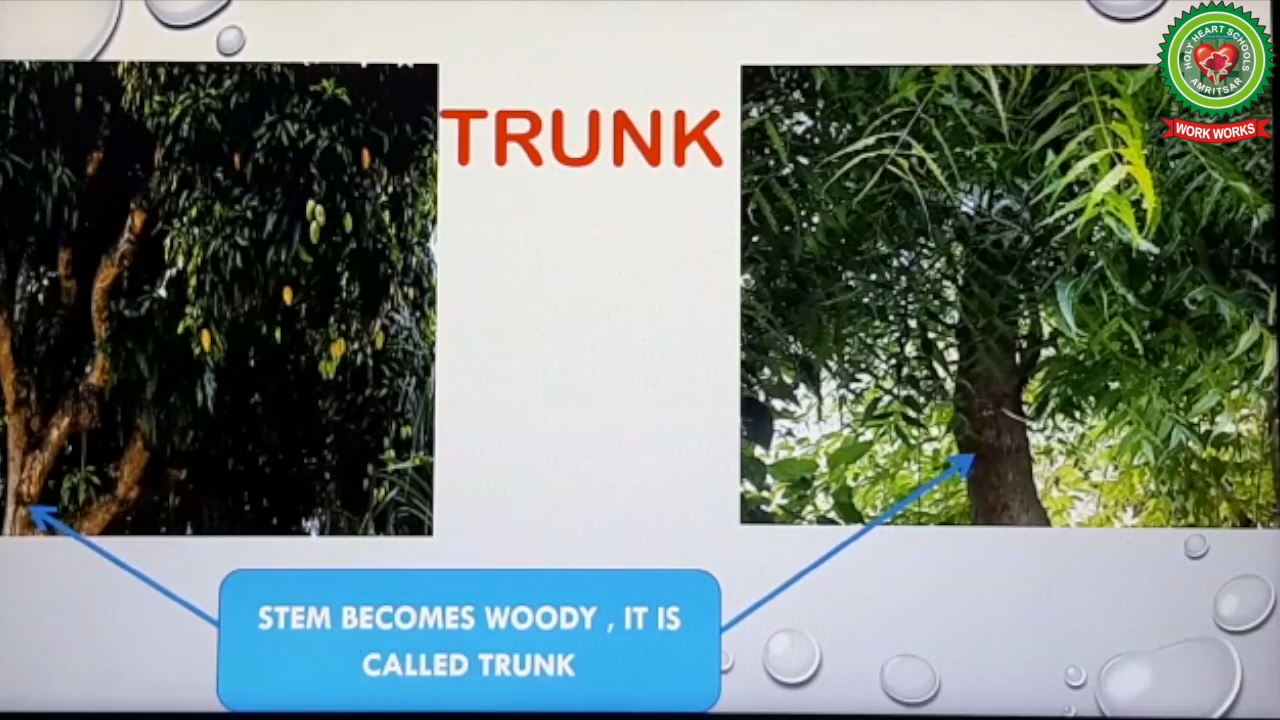 TRUNK
HOLY HEART SCHOOLS
AMRITSAR
WORK WORKS
STEM BECOMES WOODY , IT IS
CALLED TRUNK